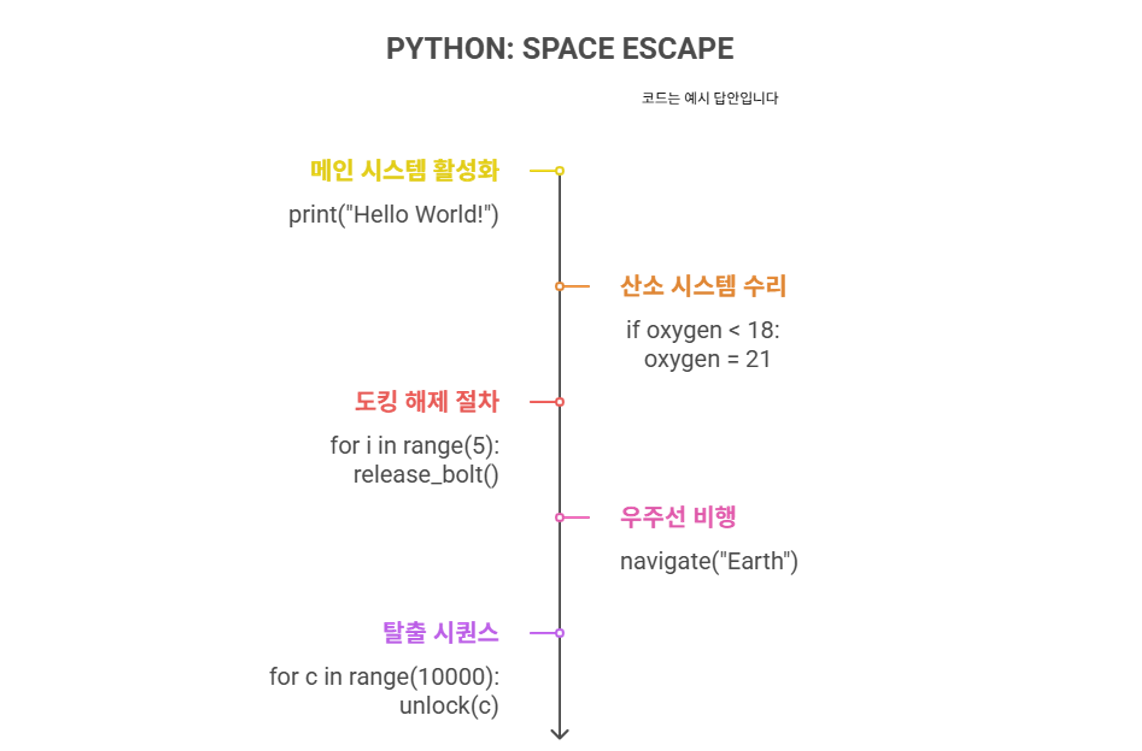 PYTHON: SPACE ESCAPE
코드는 예시 답안입니다
메인 시스템 활성화
print("Hello World!")
산소 시스템 수리
if oxygen < 18:
oxygen = 21
도킹 해제 절차
for i in range(5):
release_bolt()
우주선 비행
navigate("Earth")
탈출 시퀀스
for c in range(10000):
unlock(c)